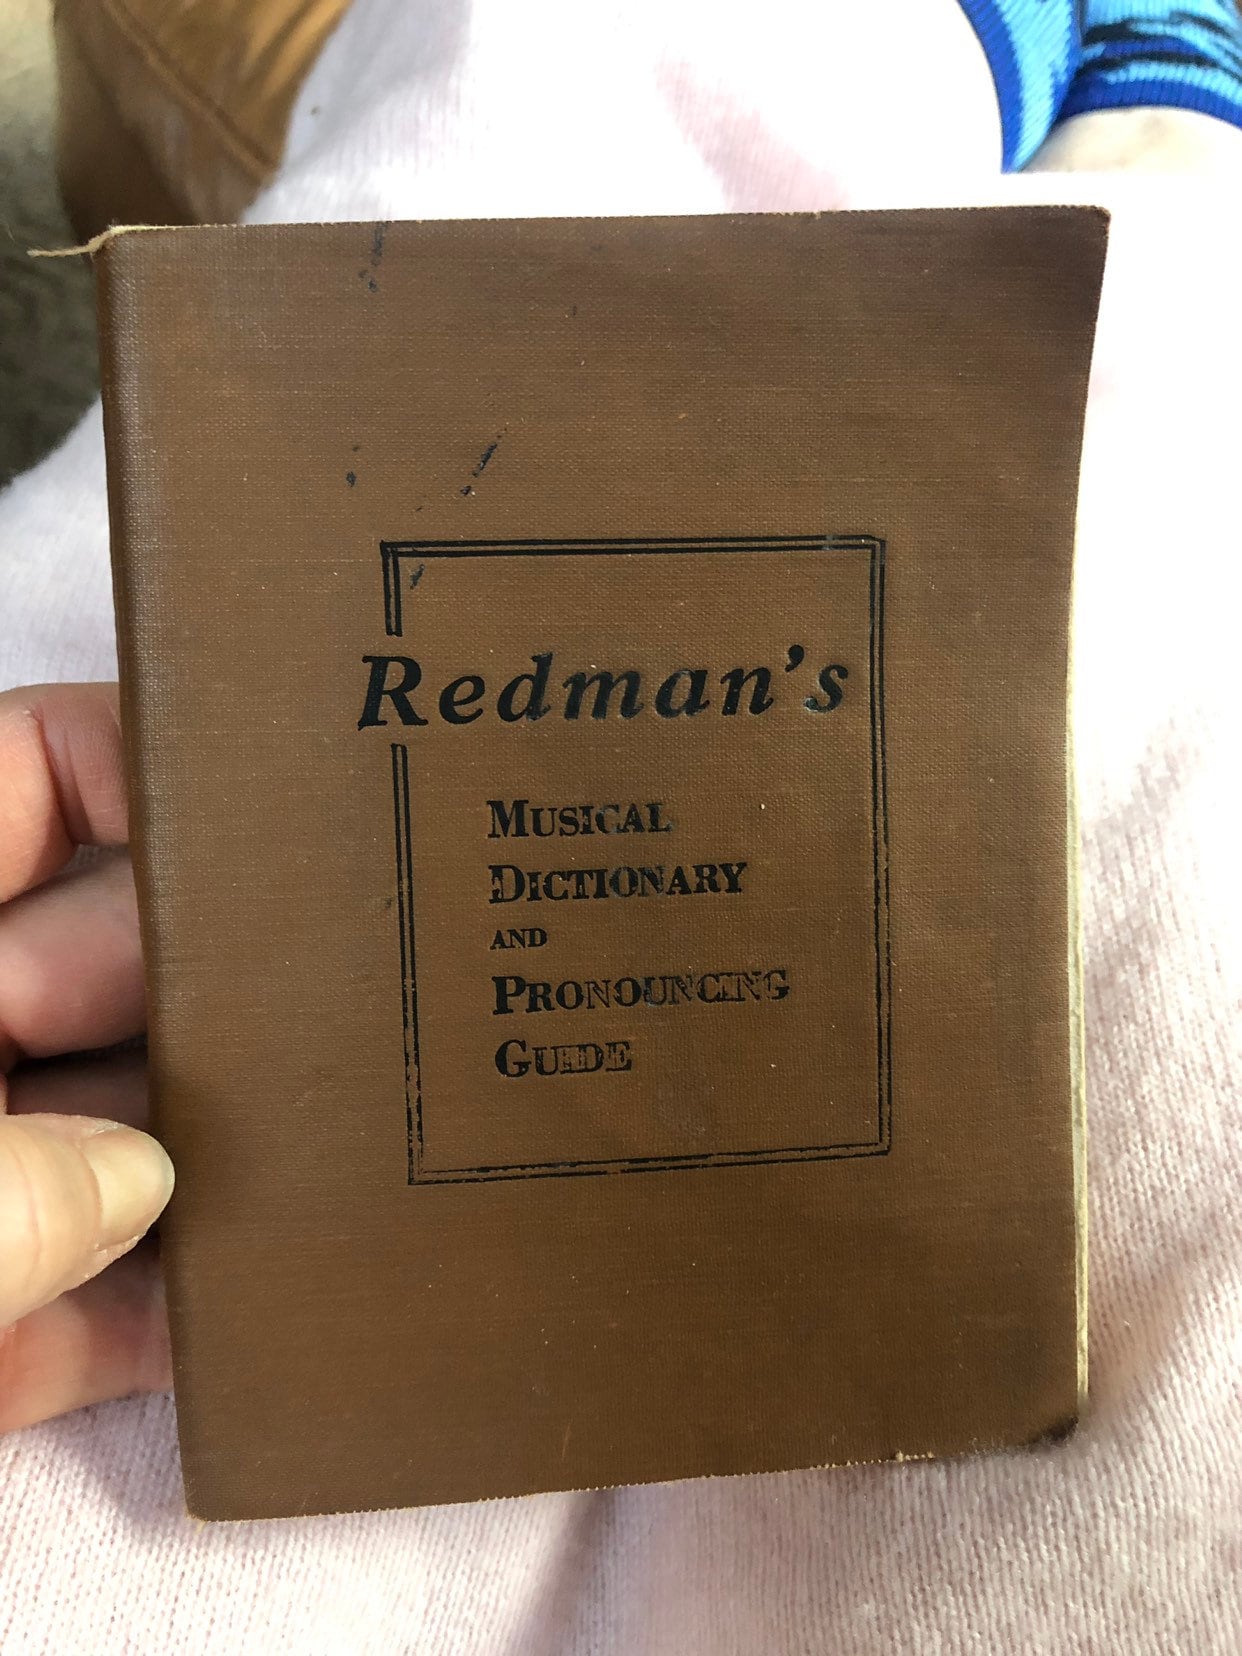 Redman's
MUSICAL
DICTIONARY
AND
PRONOUNCING
GUIDE